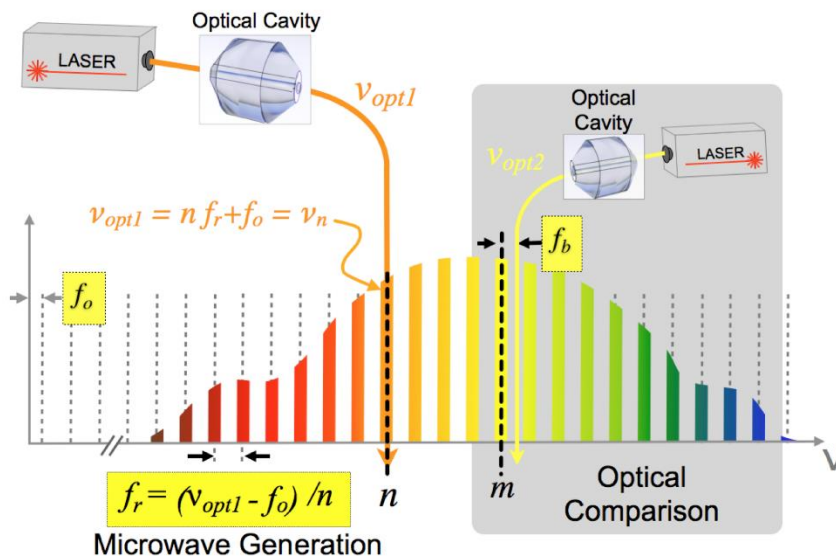 Optical Cavity
LASER
ν_opt1
Optical
Cavity
LASER
ν_opt2
ν_opt1 = n f_r + f_o = ν_n
f_b
f_o
ν
f_r = (ν_opt1 - f_o) / n
n
m
Microwave Generation
Optical
Comparison